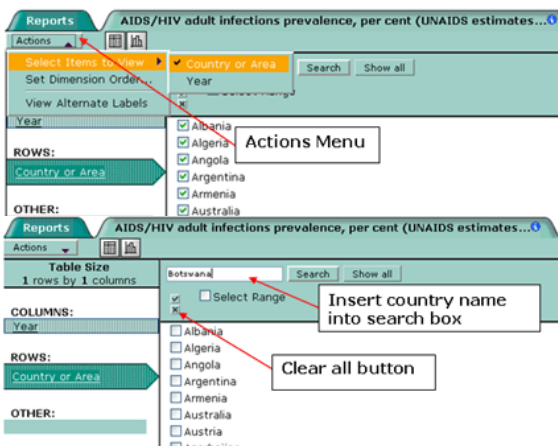 Reports AIDS/HIV adult infections prevalence, per cent (UNAIDS estimates...
Actions
Select Items to View Country or Area Search Show all
Set Dimension Order... Year
Select Range
View Alternate Labels
Year
Albania
Algeria
Actions Menu
ROWS:
Angola
Country or Area
Argentina
Armenia
OTHER:
Australia
Reports AIDS/HIV adult infections prevalence, per cent (UNAIDS estimates...
Actions
Table Size
1 rows by 1 columns
Botswana Search Show all
Select Range
Insert country name
into search box
COLUMNS:
Year
Albania
Algeria
ROWS:
Angola
Clear all button
Country or Area
Argentina
Armenia
OTHER:
Australia
Austria